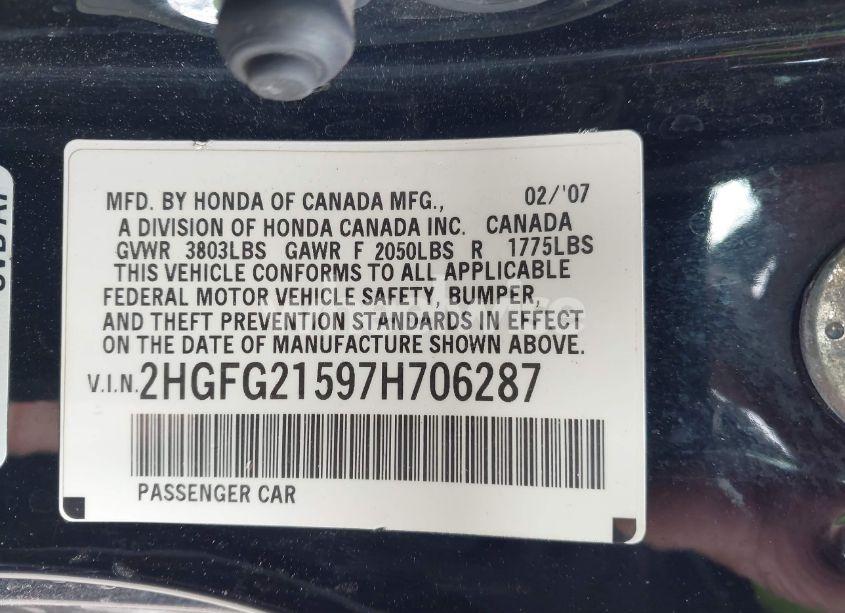 MFD. BY HONDA OF CANADA MFG., 02/'07
A DIVISION OF HONDA CANADA INC. CANADA
GVWR 3803LBS GAWR F 2050LBS R 1775LBS
THIS VEHICLE CONFORMS TO ALL APPLICABLE
FEDERAL MOTOR VEHICLE SAFETY, BUMPER,
AND THEFT PREVENTION STANDARDS IN EFFECT
ON THE DATE OF MANUFACTURE SHOWN ABOVE.
V.I.N. 2HGFG21597H706287
PASSENGER CAR